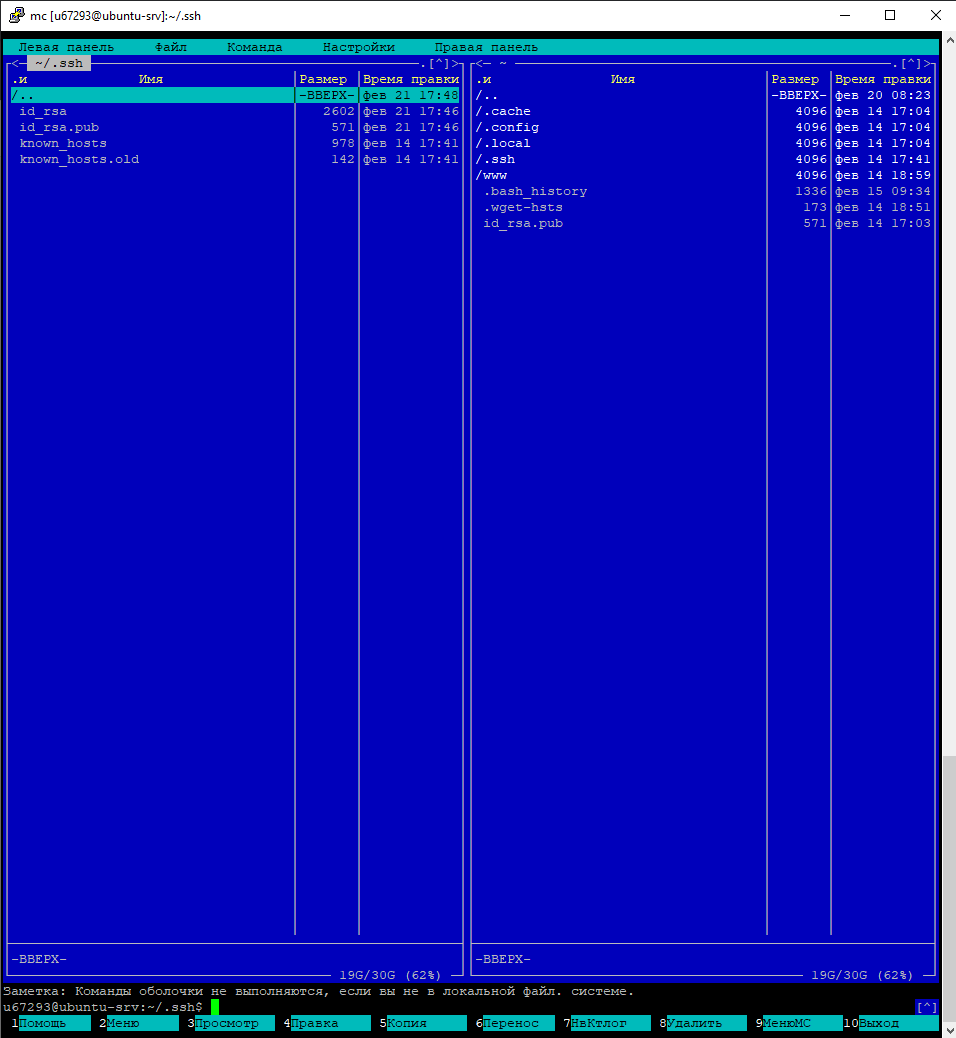 mc [u67293@ubuntu-srv]:~/.ssh
Левая панель Файл Команда Настройки Правая панель
<─ ~/.ssh .[^]> <─ ~ .[^]>
.и Имя Размер Время правки .и Имя Размер Время правки
/.. -ВВЕРХ- фев 21 17:48 /.. -ВВЕРХ- фев 20 08:23
id_rsa 2602 фев 21 17:46 /.cache 4096 фев 14 17:04
id_rsa.pub 571 фев 21 17:46 /.config 4096 фев 14 17:04
known_hosts 978 фев 14 17:41 /.local 4096 фев 14 17:04
known_hosts.old 142 фев 14 17:41 /.ssh 4096 фев 14 17:41
/www 4096 фев 14 18:59
.bash_history 1336 фев 15 09:34
.wget-hsts 173 фев 14 18:51
id_rsa.pub 571 фев 14 17:03
-ВВЕРХ- -ВВЕРХ-
19G/30G (62%) 19G/30G (62%)
Заметка: Команды оболочки не выполняются, если вы не в локальной файл. системе.
u67293@ubuntu-srv:~/.ssh$ [^]
1Помощь 2Меню 3Просмотр 4Правка 5Копия 6Перенос 7НвКтлог 8Удалить 9МенюMC 10Выход